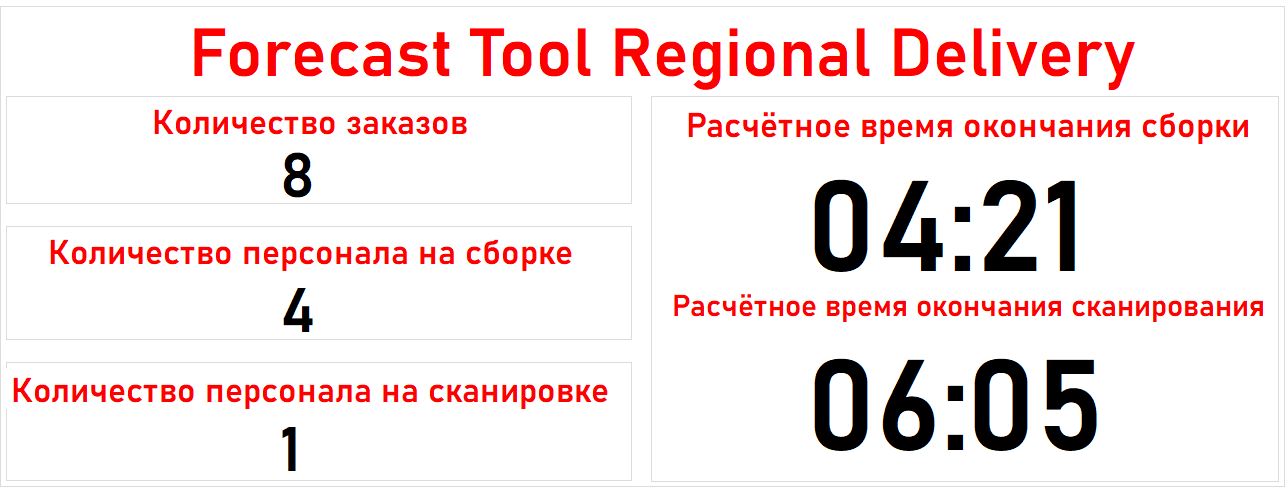 Forecast Tool Regional Delivery
Количество заказов
8
Количество персонала на сборке
4
Количество персонала на сканировке
1
Расчётное время окончания сборки
04:21
Расчётное время окончания сканирования
06:05